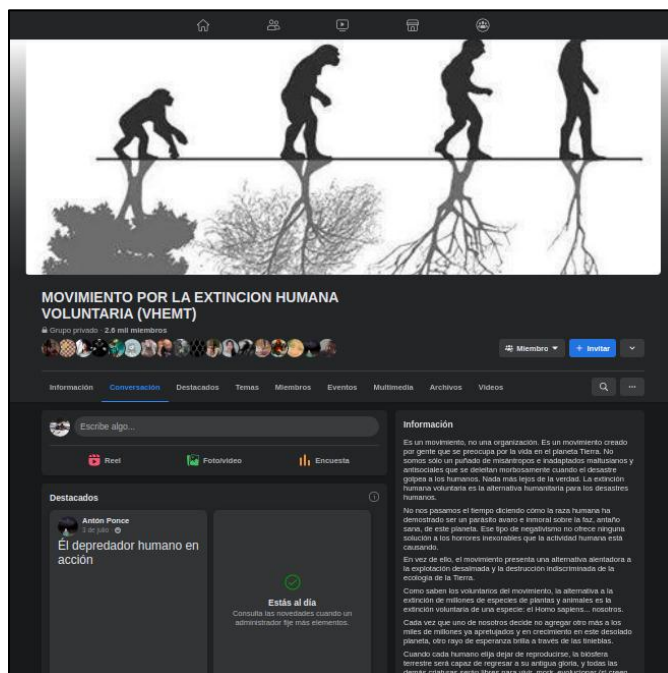 MOVIMIENTO POR LA EXTINCION HUMANA
VOLUNTARIA (VHEMT)
Grupo privado · 2.6 mil miembros
Miembro
+ Invitar
Información
Conversación
Destacados
Temas
Miembros
Eventos
Multimedia
Archivos
Videos
Escribe algo...
Reel
Foto/video
Encuesta
Destacados
Antón Ponce
3 de julio
Él depredador humano en
acción
Estás al día
Consulta las novedades cuando un
administrador fije más elementos.
Información
Es un movimiento, no una organización. Es un movimiento creado
por gente que se preocupa por la vida en el planeta Tierra. No
somos sólo un puñado de misántropos e inadaptados maltusianos y
antisociales que se deleitan morbosamente cuando el desastre
golpea a los humanos. Nada más lejos de la verdad. La extinción
humana voluntaria es la alternativa humanitaria para los desastres
humanos.
No nos pasamos el tiempo diciendo cómo la raza humana ha
demostrado ser un parásito avaro e inmoral sobre la faz, antaño
sana, de este planeta. Ese tipo de negativismo no ofrece ninguna
solución a los horrores inexorables que la actividad humana está
causando.
En vez de ello, el movimiento presenta una alternativa alentadora a
la explotación desalmada y la destrucción indiscriminada de la
ecología de la Tierra.
Como saben los voluntarios del movimiento, la alternativa a la
extinción de millones de especies de plantas y animales es la
extinción voluntaria de una especie: el Homo sapiens... nosotros.
Cada vez que uno de nosotros decide no agregar otro más a los
miles de millones ya apretujados y en crecimiento en este desolado
planeta, otro rayo de esperanza brilla a través de las tinieblas.
Cuando cada humano elija dejar de reproducirse, la biósfera
terrestre será capaz de regresar a su antigua gloria, y todas las
demás criaturas serán libres para vivir, morir, evolucionar (si creen